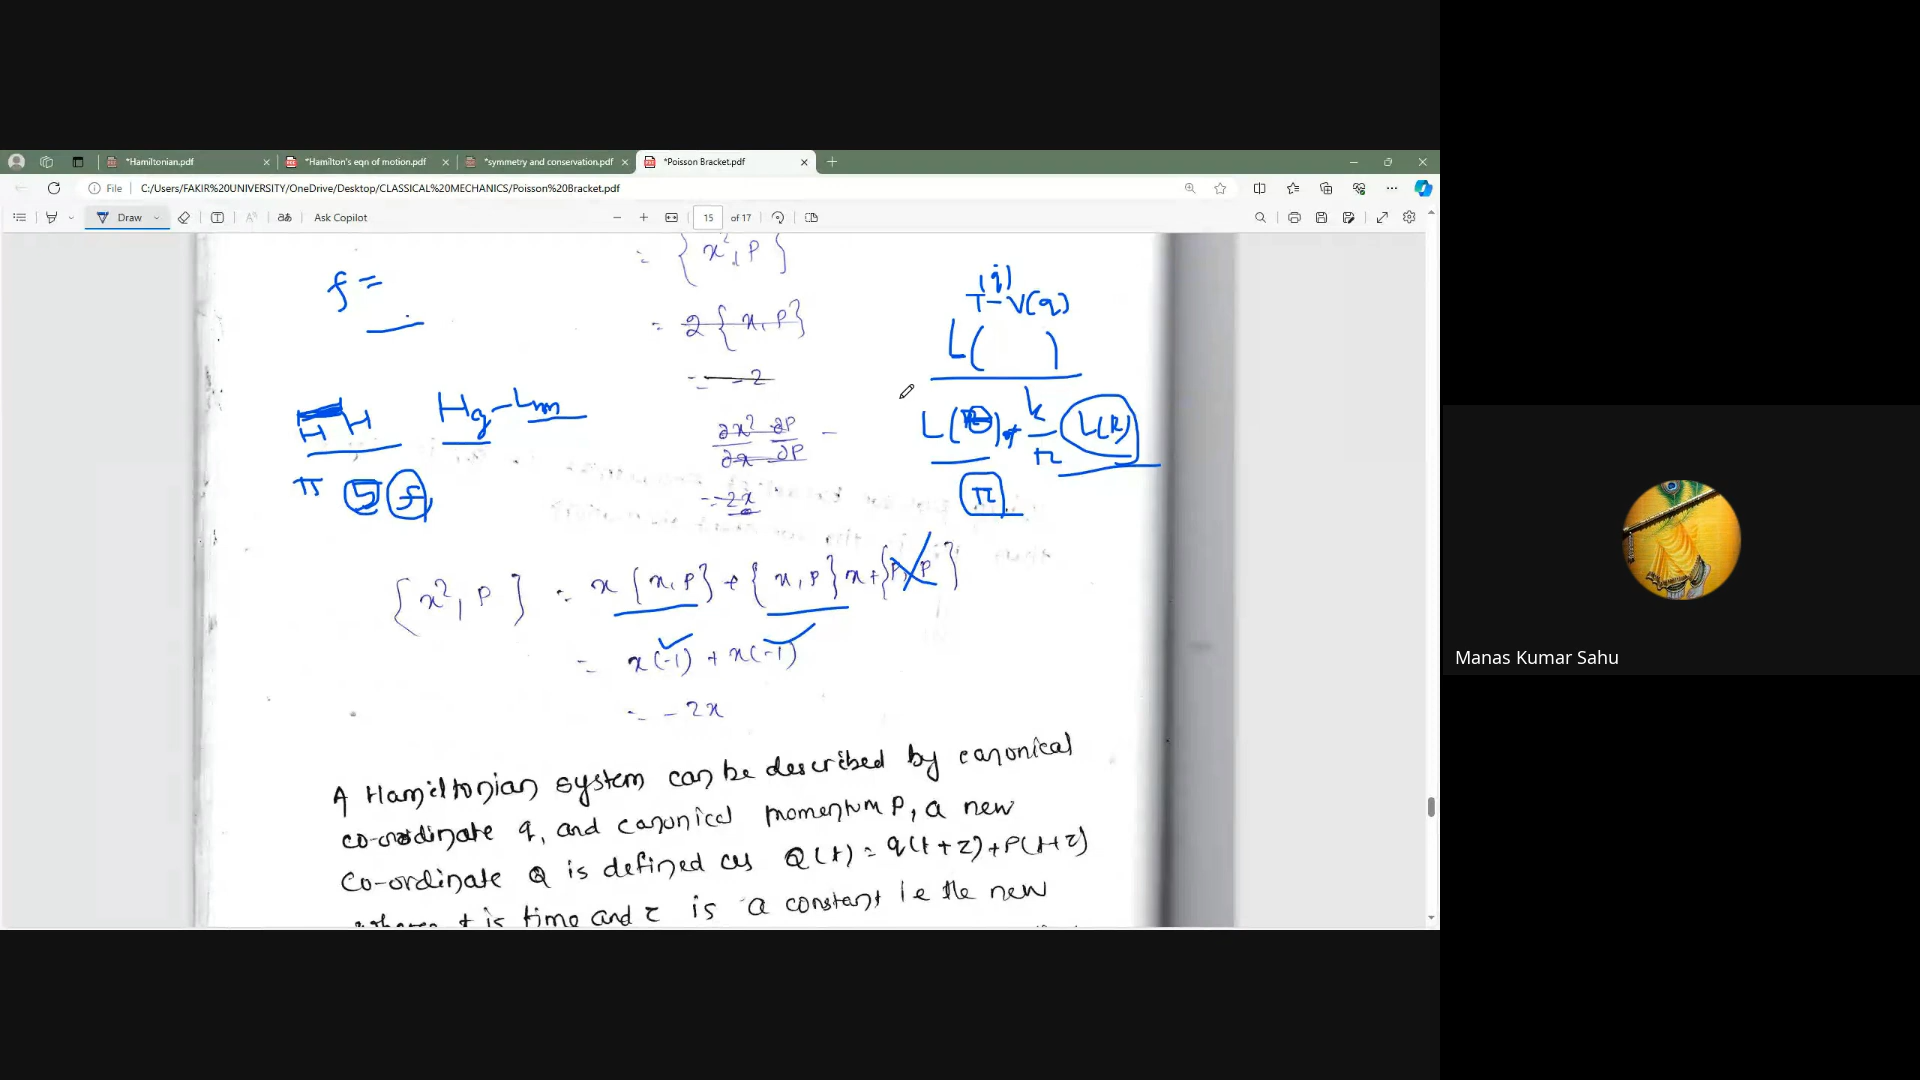 *Hamiltonian.pdf
*Hamilton's eqn of motion.pdf
*symmetry and conservation.pdf
*Poisson Bracket.pdf
File
C:/Users/FAKIR%20UNIVERSITY/OneDrive/Desktop/CLASSICAL%20MECHANICS/Poisson%20Bracket.pdf
Draw
Ask Copilot
15 of 17
= { x², P }
f =
T - V(q)
= 2 { x, P }
L( )
= -2
H H
∂x² ∂P -
∂x ∂P
L(R)
π 5 f
-2x
π
{ x², P } = x { x, P } + { x, P } x + { P, P }
= x(-1) + x(-1)
= -2x
A Hamiltonian system can be described by canonical
co-ordinate q, and canonical momentum P, a new
co-ordinate Q is defined as Q(t) = q(t+τ) + P(t+τ)
where t is time and τ is a constant i.e the new
Manas Kumar Sahu